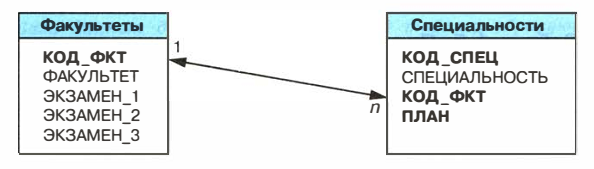 Факультеты
КОД_ФКТ
ФАКУЛЬТЕТ
ЭКЗАМЕН_1
ЭКЗАМЕН_2
ЭКЗАМЕН_3
1
n
Специальности
КОД_СПЕЦ
СПЕЦИАЛЬНОСТЬ
КОД_ФКТ
ПЛАН